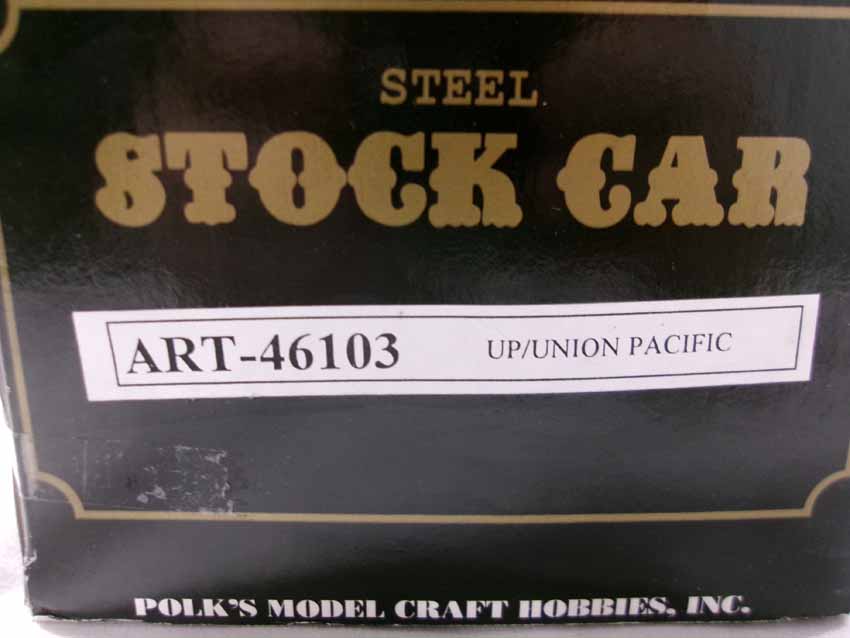 STEEL
STOCK CAR
ART-46103 UP/UNION PACIFIC
POLK'S MODEL CRAFT HOBBIES, INC.